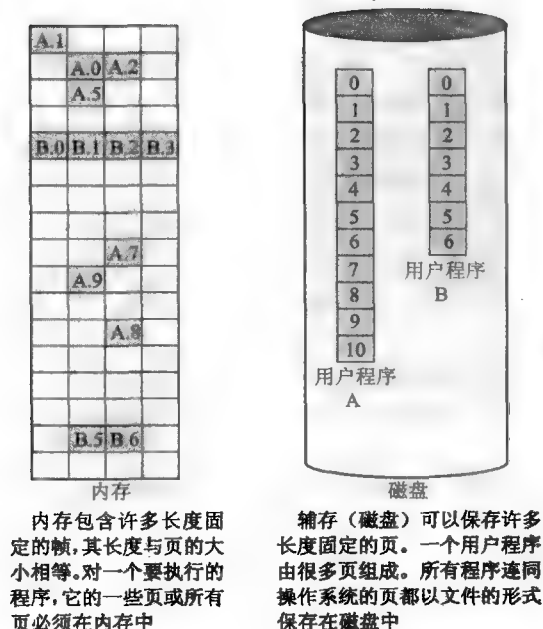 A.1
A.0 A.2
A.5
B.0 B.1 B.2 B.3
A.7
A.9
A.8
B.5 B.6
内存
0
1
2
3
4
5
6
7
8
9
10
用户程序
A
0
1
2
3
4
5
6
用户程序
B
磁盘
内存包含许多长度固
定的帧,其长度与页的大
小相等。对一个要执行的
程序,它的一些页或所有
页必须在内存中
辅存(磁盘)可以保存许多
长度固定的页。一个用户程序
由很多页组成。所有程序连同
操作系统的页都以文件的形式
保存在磁盘中